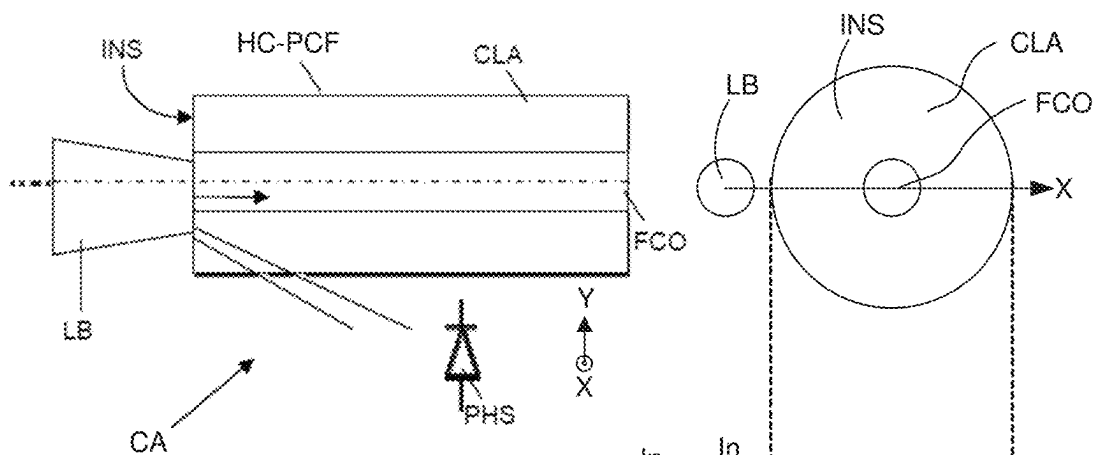 INS
HC-PCF
CLA
LB
FCO
Y
X
PHS
CA
INS
CLA
LB
FCO
X
In
In